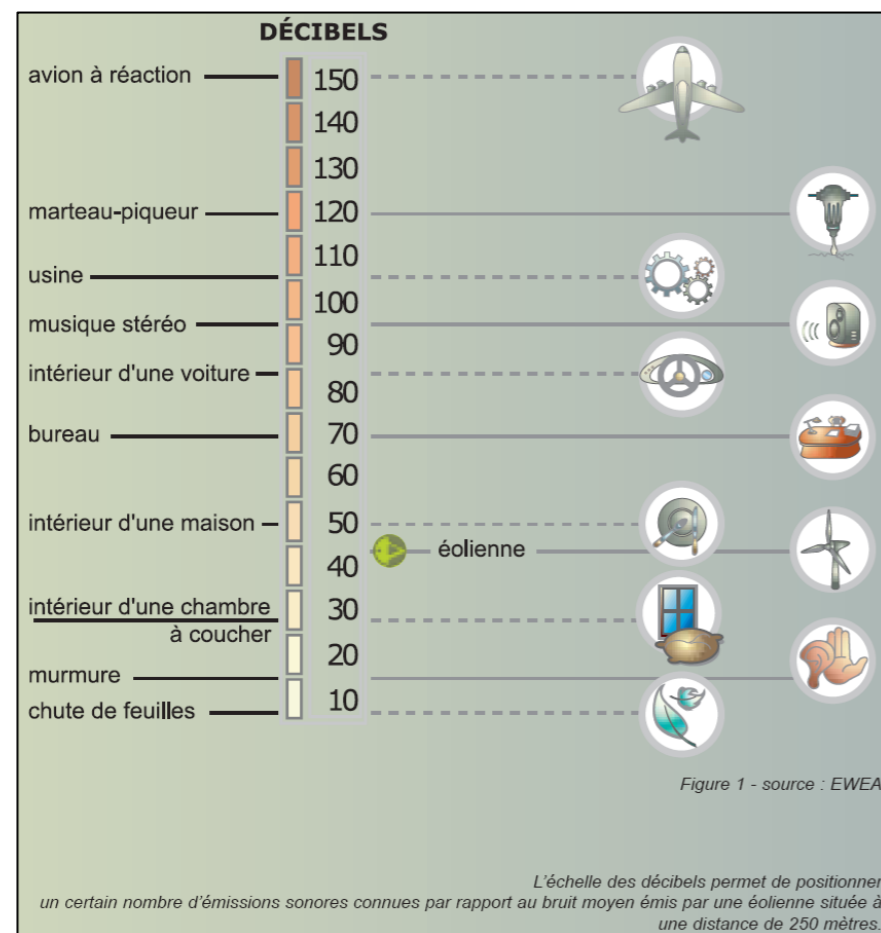 DÉCIBELS
avion à réaction 150
140
130
marteau-piqueur 120
110
usine
100
musique stéréo
90
intérieur d'une voiture
80
bureau 70
60
intérieur d'une maison 50
éolienne
40
intérieur d'une chambre 30
à coucher
20
murmure
10
chute de feuilles
Figure 1 - source : EWEA
L'échelle des décibels permet de positionner
un certain nombre d'émissions sonores connues par rapport au bruit moyen émis par une éolienne située à
une distance de 250 mètres.